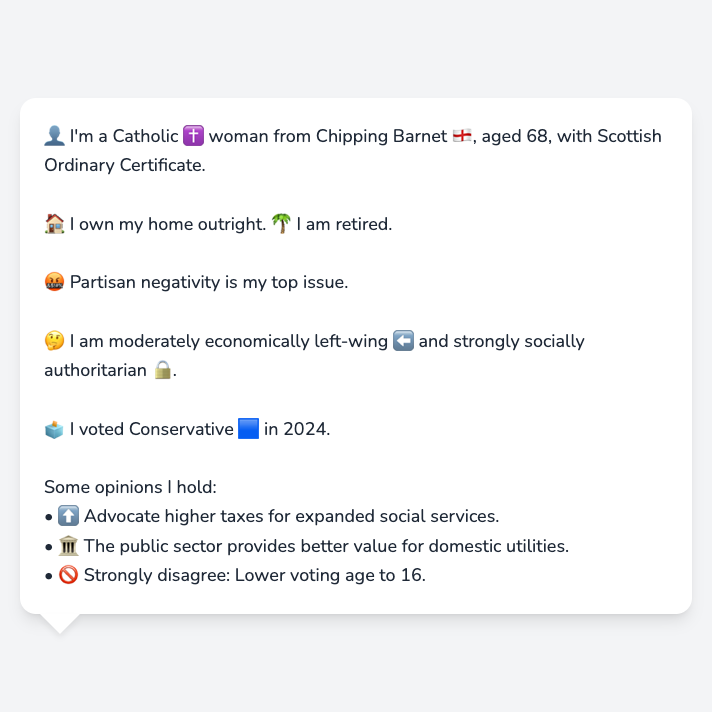 👤 I'm a Catholic ✝️ woman from Chipping Barnet 🏴󠁧󠁢󠁥󠁮󠁧󠁿, aged 68, with Scottish
Ordinary Certificate.
🏠 I own my home outright. 🌴 I am retired.
🤬 Partisan negativity is my top issue.
🤔 I am moderately economically left-wing ⬅️ and strongly socially
authoritarian 🔒.
🗳️ I voted Conservative 🟦 in 2024.
Some opinions I hold:
• ⬆️ Advocate higher taxes for expanded social services.
• 🏛️ The public sector provides better value for domestic utilities.
• 🚫 Strongly disagree: Lower voting age to 16.